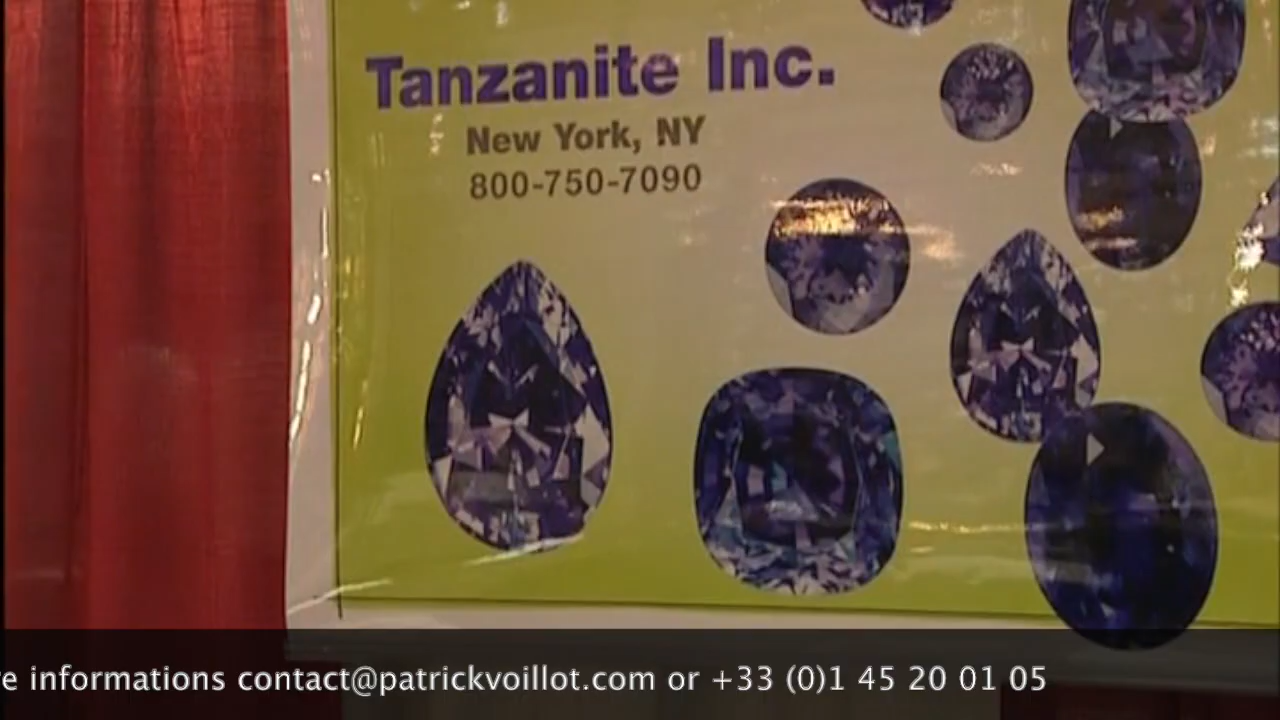 Tanzanite Inc.
New York, NY
800-750-7090
informations contact@patrickvoillot.com or +33 (0)1 45 20 01 05